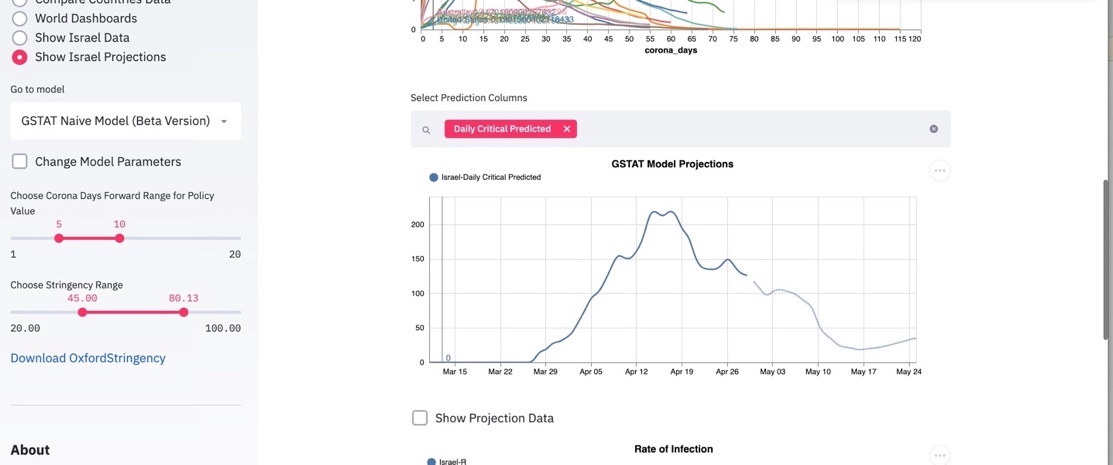 Compare Countries Data
World Dashboards
Show Israel Data
Show Israel Projections
Go to model
GSTAT Naive Model (Beta Version)
Change Model Parameters
Choose Corona Days Forward Range for Policy
Value
5 10
1 20
Choose Stringency Range
45.00 80.13
20.00 100.00
Download OxfordStringency
About
0
0 5 10 15 20 25 30 35 40 45 50 55 60 65 70 75 80 85 90 95 100 105 110 115 120
corona_days
Select Prediction Columns
Daily Critical Predicted
GSTAT Model Projections
Israel-Daily Critical Predicted
200
150
100
50
0
0
Mar 15 Mar 22 Mar 29 Apr 05 Apr 12 Apr 19 Apr 26 May 03 May 10 May 17 May 24
Show Projection Data
Rate of Infection
Israel-R